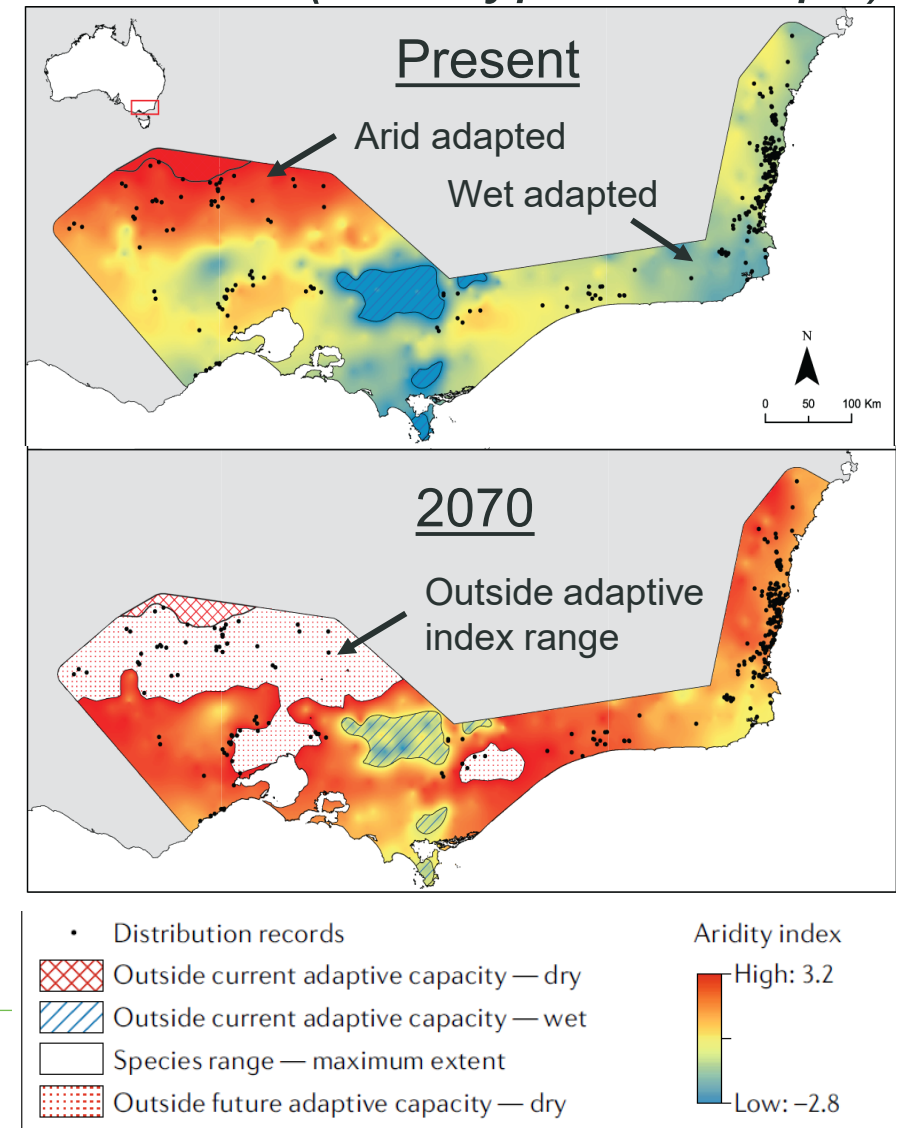 Present
Arid adapted
Wet adapted
N
0 50 100 Km
2070
Outside adaptive
index range
Distribution records
Outside current adaptive capacity — dry
Outside current adaptive capacity — wet
Species range — maximum extent
Outside future adaptive capacity — dry
Aridity index
High: 3.2
Low: –2.8